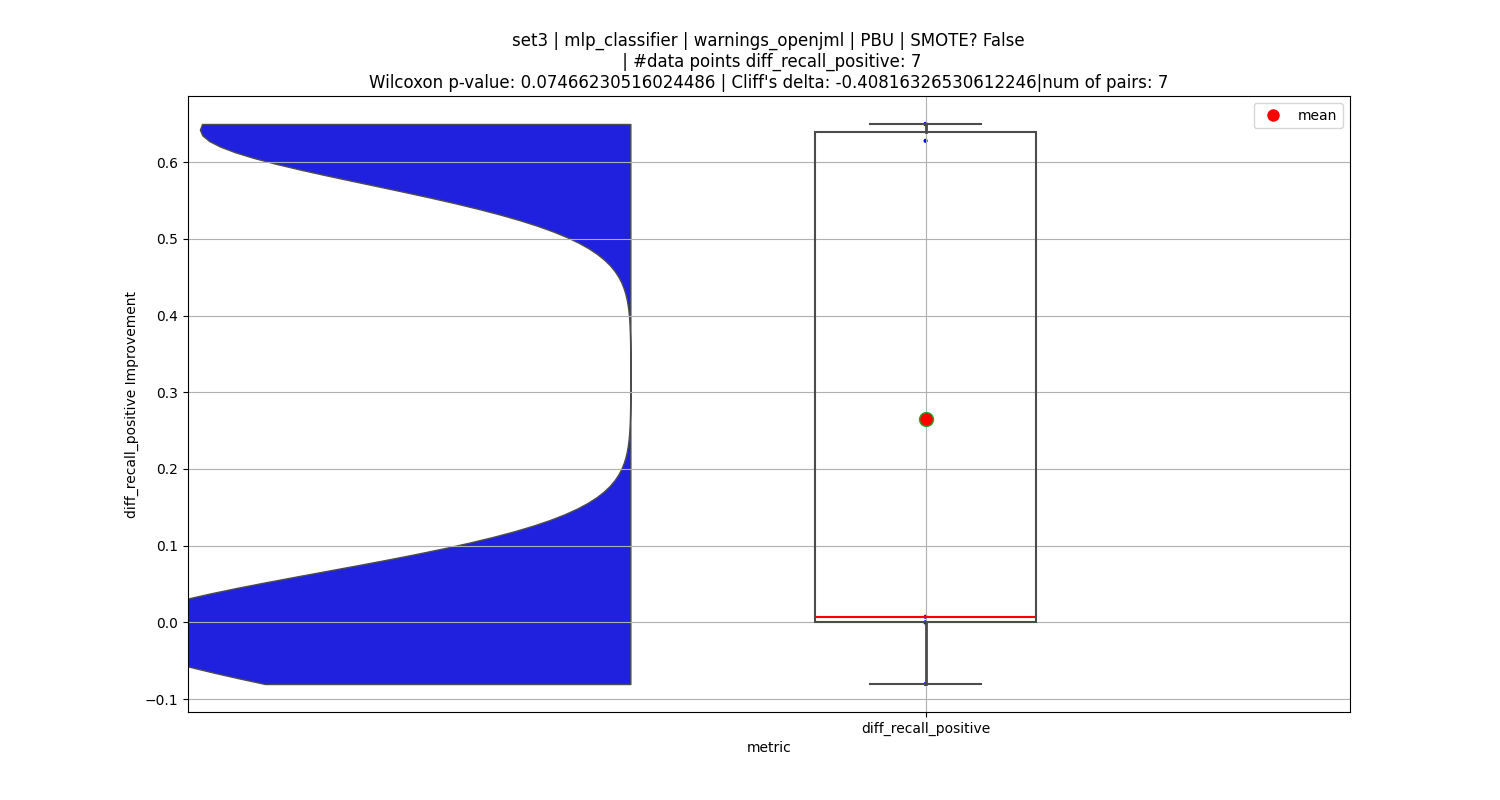 set3 | mlp_classifier | warnings_openjml | PBU | SMOTE? False
| #data points diff_recall_positive: 7
Wilcoxon p-value: 0.07466230516024486 | Cliff's delta: -0.40816326530612246|num of pairs: 7
mean
0.6
0.5
0.4
0.3
0.2
0.1
0.0
−0.1
diff_recall_positive Improvement
diff_recall_positive
metric